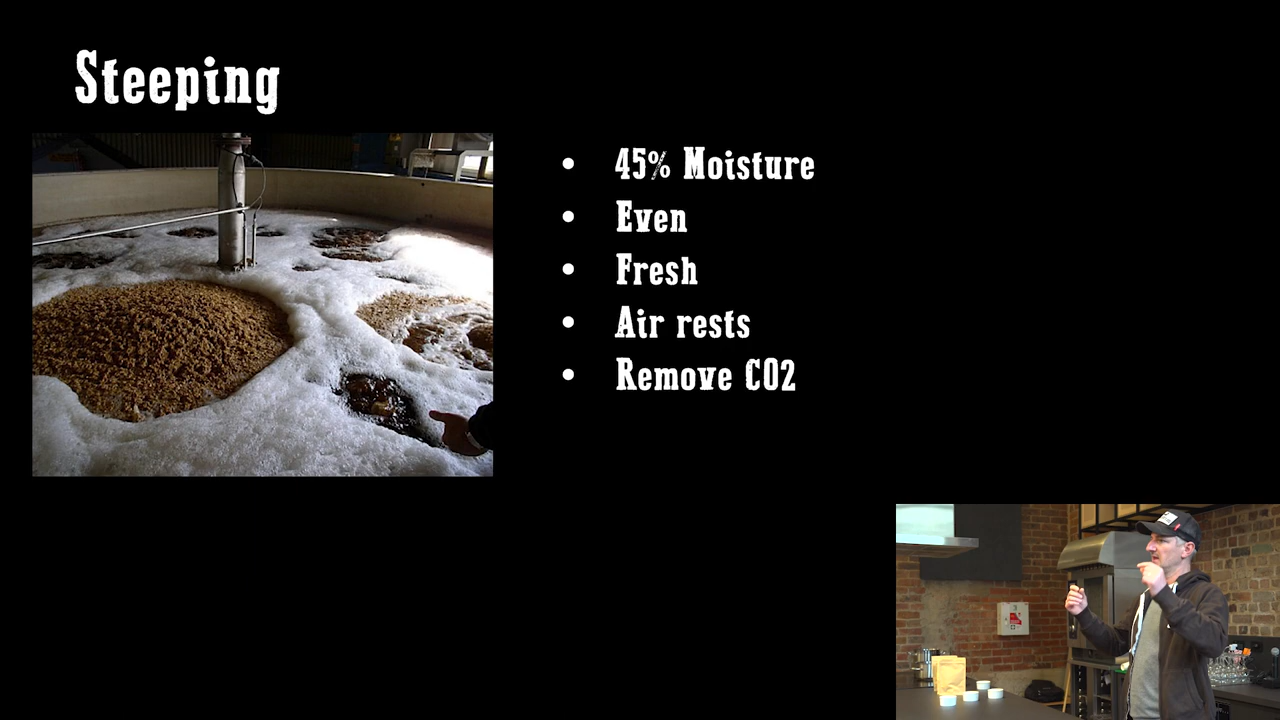 Steeping
• 45% Moisture
• Even
• Fresh
• Air rests
• Remove CO2